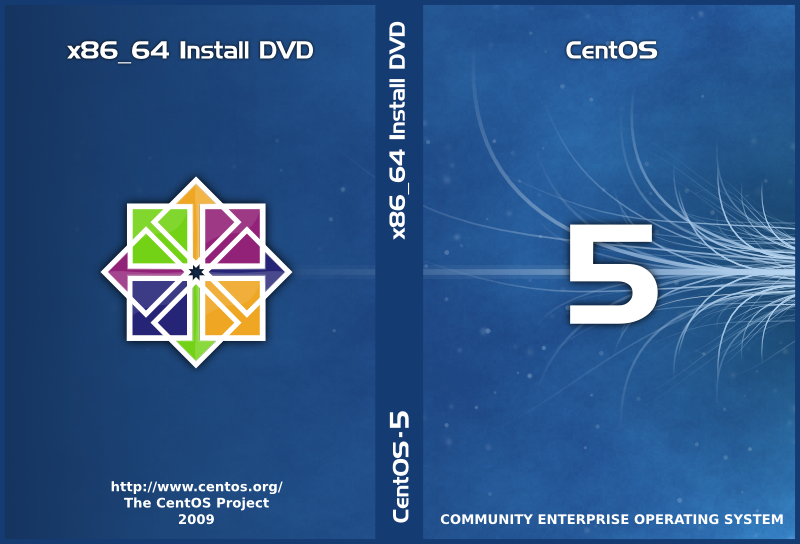 x86_64 Install DVD
http://www.centos.org/
The CentOS Project
2009
CentOS-5
x86_64 Install DVD
CentOS
5
COMMUNITY ENTERPRISE OPERATING SYSTEM